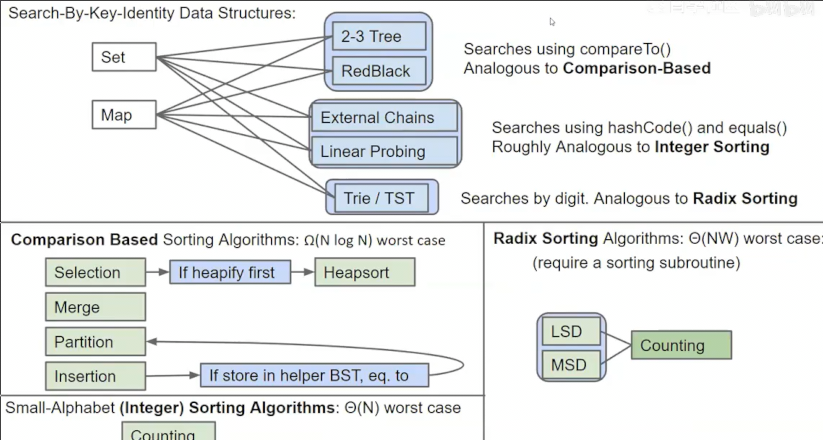 Search-By-Key-Identity Data Structures:
Set
Map
2-3 Tree
RedBlack
Searches using compareTo()
Analogous to Comparison-Based
External Chains
Linear Probing
Searches using hashCode() and equals()
Roughly Analogous to Integer Sorting
Trie / TST
Searches by digit. Analogous to Radix Sorting
Comparison Based Sorting Algorithms: Ω(N log N) worst case
Selection
If heapify first
Heapsort
Merge
Partition
Insertion
If store in helper BST, eq. to
Radix Sorting Algorithms: Θ(NW) worst case:
(require a sorting subroutine)
LSD
MSD
Counting
Small-Alphabet (Integer) Sorting Algorithms: Θ(N) worst case
Counting